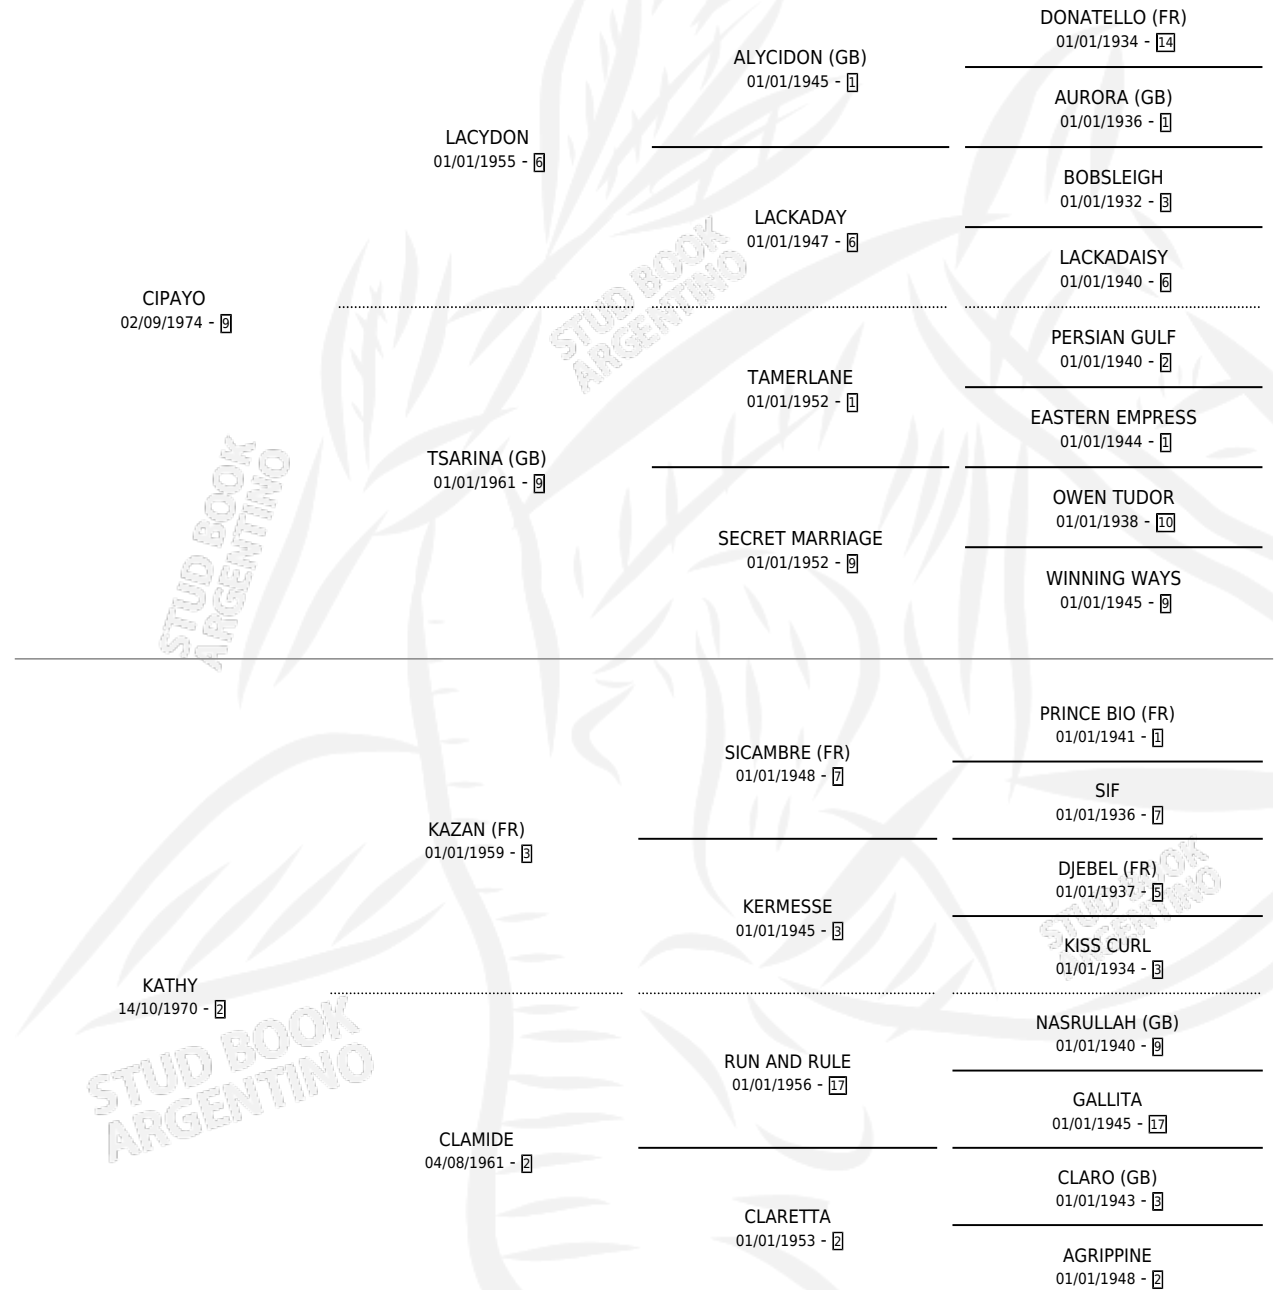 DONATELLO (FR)
01/01/1934 - 14
ALYCIDON (GB)
01/01/1945 - 1
AURORA (GB)
01/01/1936 - 1
LACYDON
01/01/1955 - 6
BOBSLEIGH
01/01/1932 - 3
LACKADAY
01/01/1947 - 6
LACKADAISY
01/01/1940 - 6
CIPAYO
02/09/1974 - 9
PERSIAN GULF
01/01/1940 - 2
TAMERLANE
01/01/1952 - 1
EASTERN EMPRESS
01/01/1944 - 1
TSARINA (GB)
01/01/1961 - 9
OWEN TUDOR
01/01/1938 - 10
SECRET MARRIAGE
01/01/1952 - 9
WINNING WAYS
01/01/1945 - 9
STUD BOOK
ARGENTINO
STUD BOOK
ARGENTINO
PRINCE BIO (FR)
01/01/1941 - 1
SICAMBRE (FR)
01/01/1948 - 7
SIF
01/01/1936 - 7
KAZAN (FR)
01/01/1959 - 3
DJEBEL (FR)
01/01/1937 - 5
KERMESSE
01/01/1945 - 3
KISS CURL
01/01/1934 - 3
KATHY
14/10/1970 - 2
NASRULLAH (GB)
01/01/1940 - 9
RUN AND RULE
01/01/1956 - 17
GALLITA
01/01/1945 - 17
CLAMIDE
04/08/1961 - 2
CLARO (GB)
01/01/1943 - 3
CLARETTA
01/01/1953 - 2
AGRIPPINE
01/01/1948 - 2
STUD BOOK
ARGENTINO
STUD BOOK
ARGENTINO